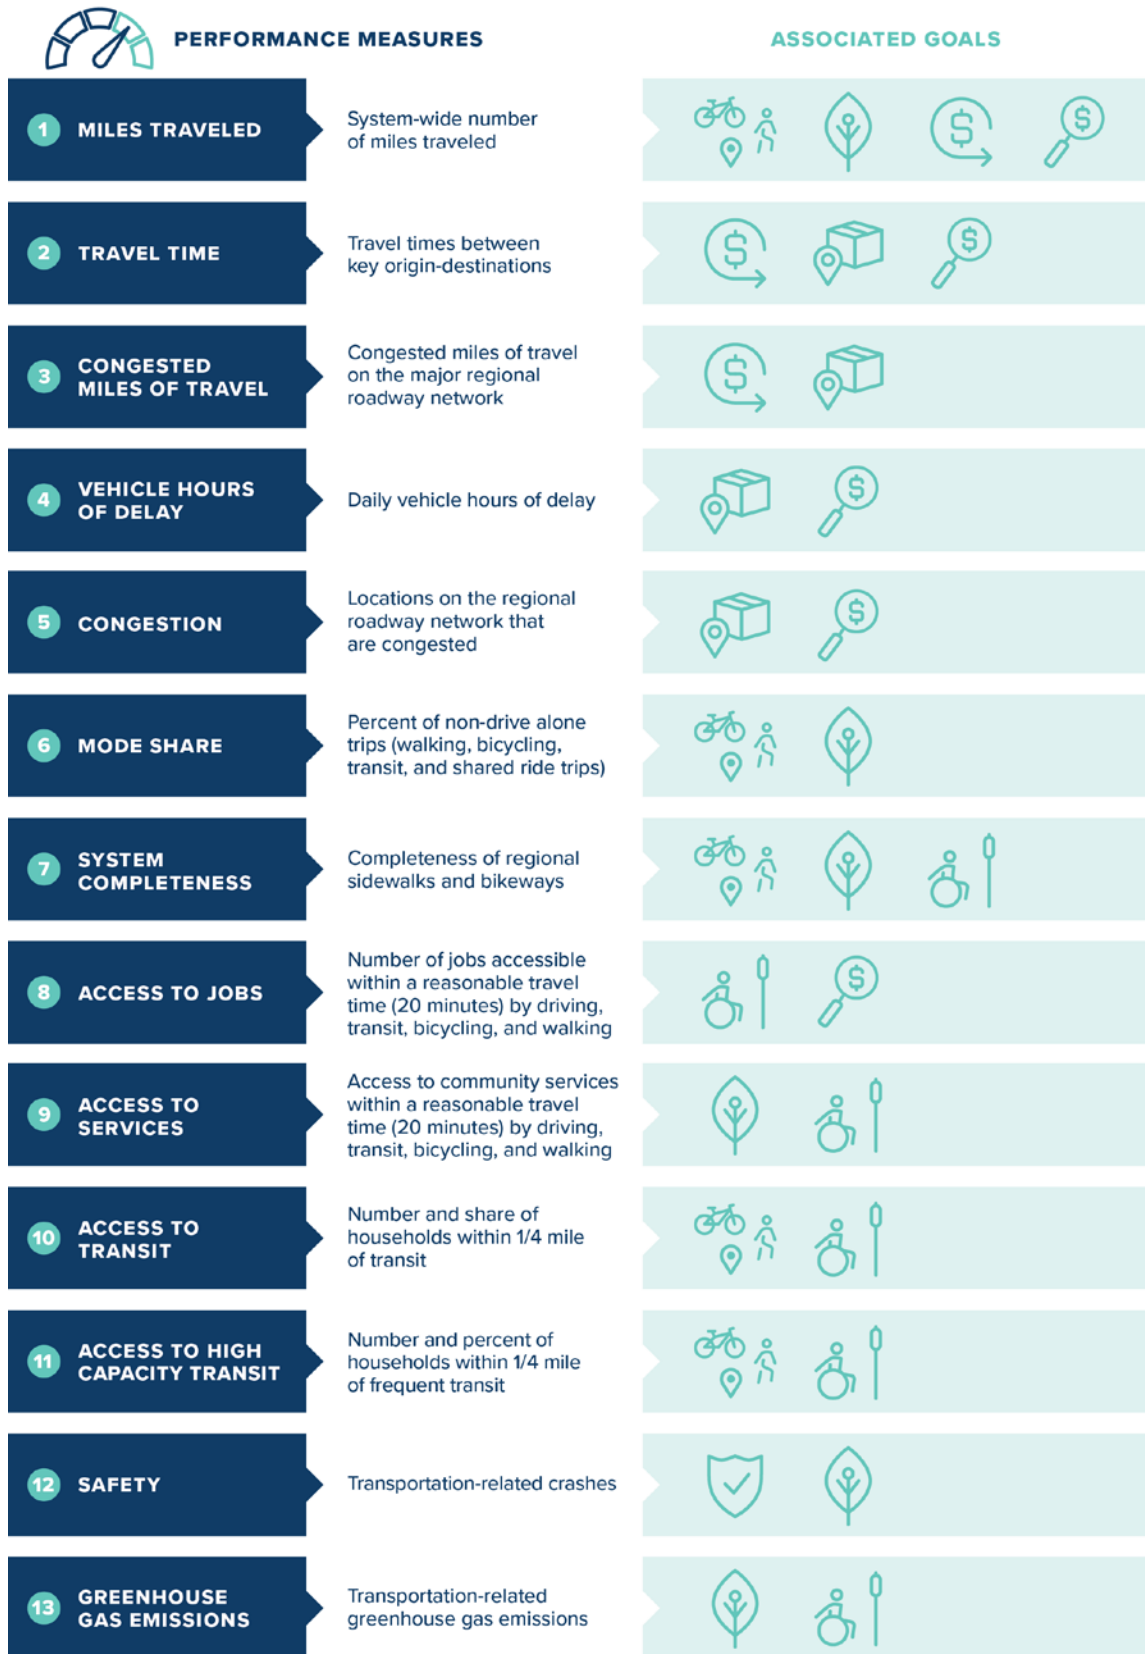 PERFORMANCE MEASURES
ASSOCIATED GOALS
1
MILES TRAVELED
System-wide number
of miles traveled
2
TRAVEL TIME
Travel times between
key origin-destinations
3
CONGESTED
MILES OF TRAVEL
Congested miles of travel
on the major regional
roadway network
4
VEHICLE HOURS
OF DELAY
Daily vehicle hours of delay
5
CONGESTION
Locations on the regional
roadway network that
are congested
6
MODE SHARE
Percent of non-drive alone
trips (walking, bicycling,
transit, and shared ride trips)
7
SYSTEM
COMPLETENESS
Completeness of regional
sidewalks and bikeways
8
ACCESS TO JOBS
Number of jobs accessible
within a reasonable travel
time (20 minutes) by driving,
transit, bicycling, and walking
9
ACCESS TO
SERVICES
Access to community services
within a reasonable travel
time (20 minutes) by driving,
transit, bicycling, and walking
10
ACCESS TO
TRANSIT
Number and share of
households within 1/4 mile
of transit
11
ACCESS TO HIGH
CAPACITY TRANSIT
Number and percent of
households within 1/4 mile
of frequent transit
12
SAFETY
Transportation-related crashes
13
GREENHOUSE
GAS EMISSIONS
Transportation-related
greenhouse gas emissions